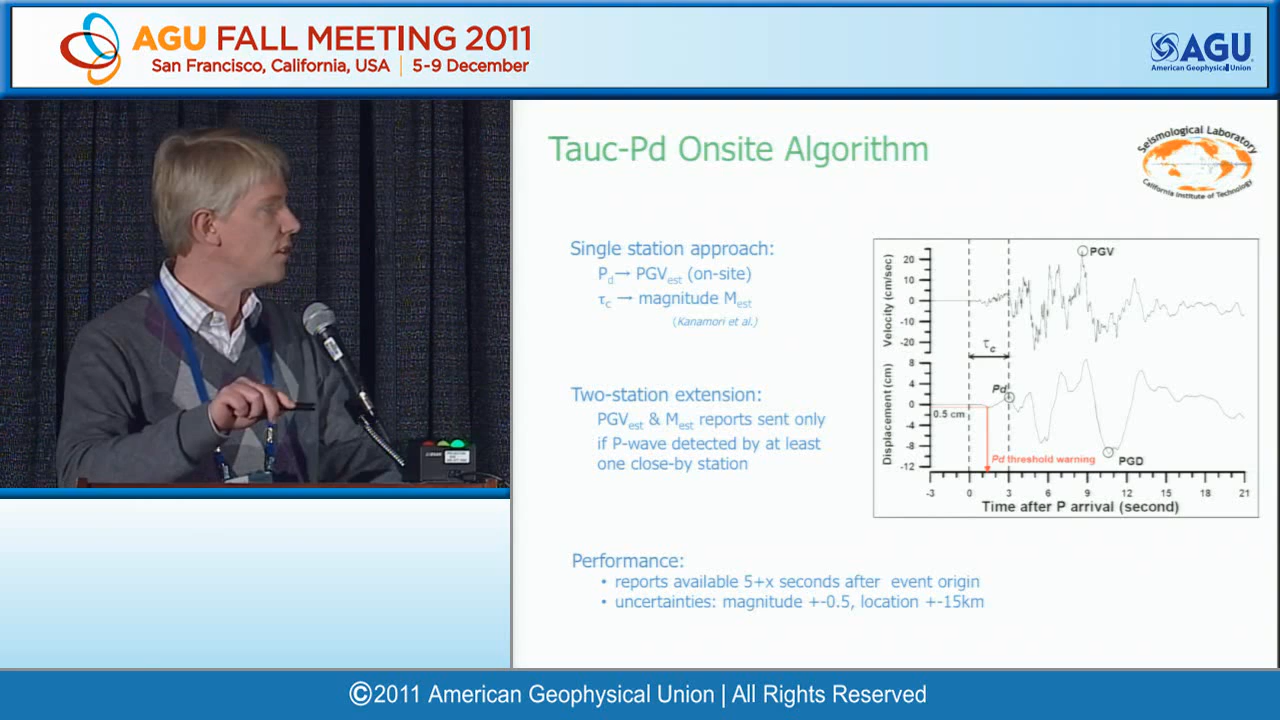 AGU FALL MEETING 2011
San Francisco, California, USA | 5-9 December
AGU
American Geophysical Union
Tauc-Pd Onsite Algorithm
Seismological Laboratory
California Institute of Technology
Single station approach:
Pd→ PGVest (on-site)
τc → magnitude Mest
(Kanamori et al.)
Two-station extension:
PGVest & Mest reports sent only
if P-wave detected by at least
one close-by station
Performance:
• reports available 5+x seconds after event origin
• uncertainties: magnitude +-0.5, location +-15km
Velocity (cm/sec)
20
10
0
-10
-20
PGV
τc
Displacement (cm)
8
4
0
-4
-8
-12
Pd
0.5 cm
Pd threshold warning
PGD
-3 0 3 6 9 12 15 18 21
Time after P arrival (second)
©2011 American Geophysical Union | All Rights Reserved